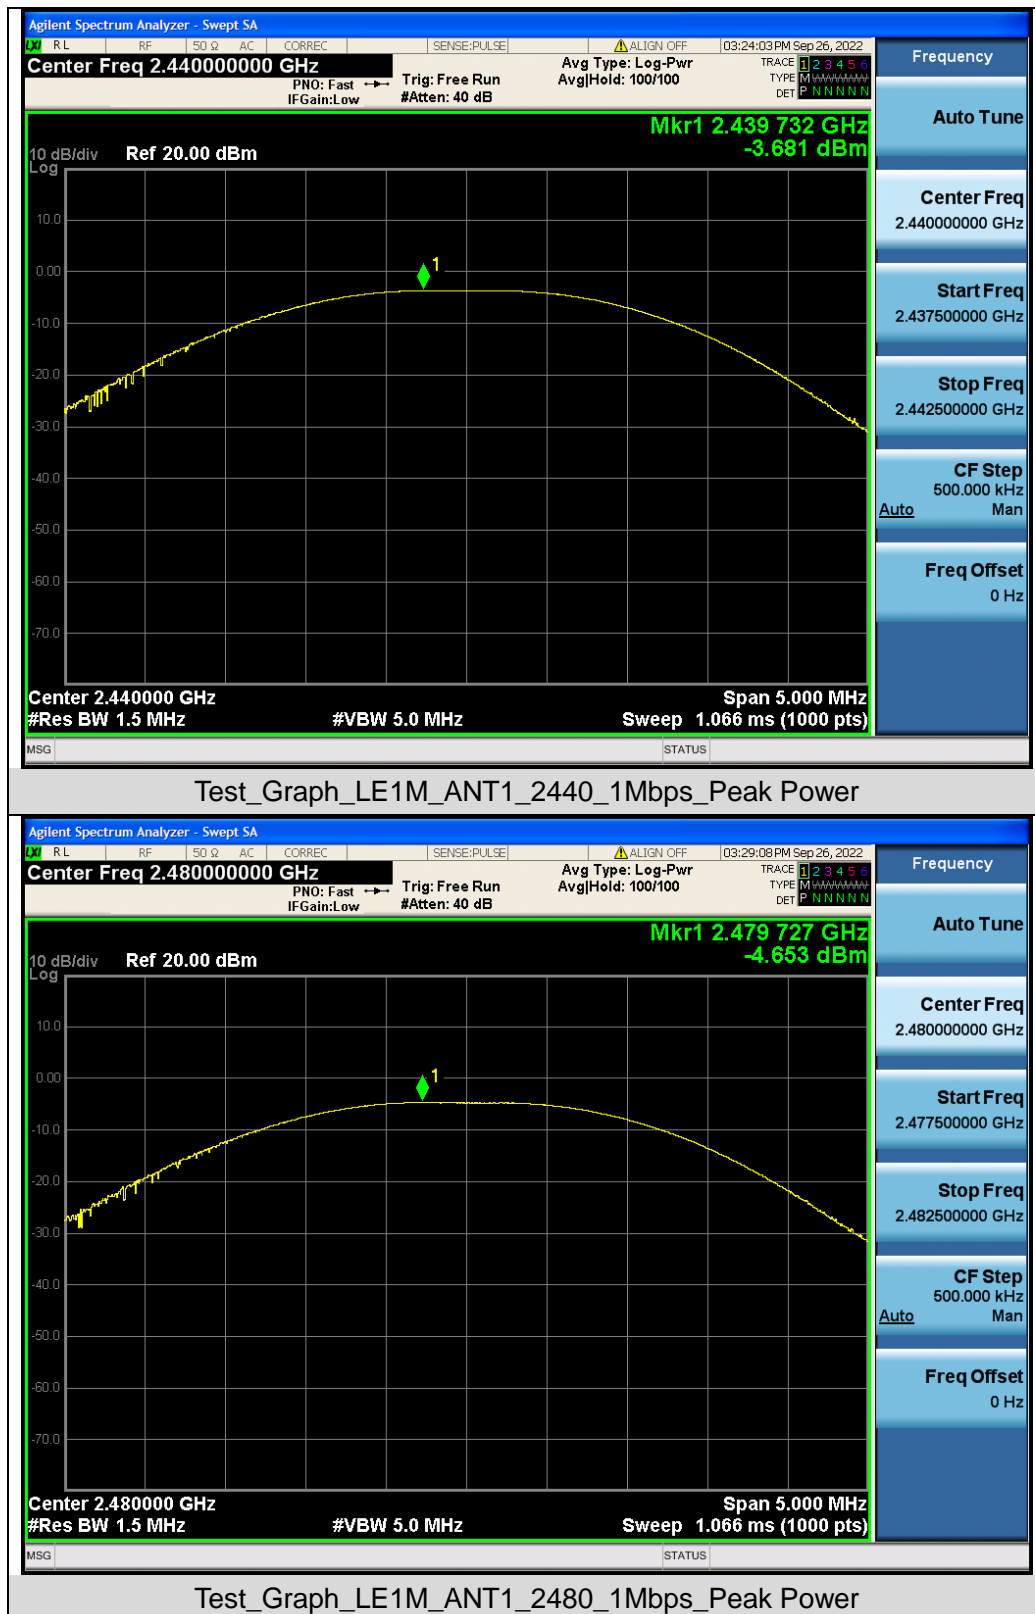 Agilent Spectrum Analyzer - Swept SA
LXI RL RF 50 Ω AC CORREC SENSE:PULSE ALIGN OFF 03:24:03 PM Sep 26, 2022
Center Freq 2.440000000 GHz
PNO: Fast
IFGain:Low
Trig: Free Run
#Atten: 40 dB
Avg Type: Log-Pwr
Avg|Hold: 100/100
TRACE 1 2 3 4 5 6
TYPE M WWWWW
DET P N N N N N
Mkr1 2.439 732 GHz
-3.681 dBm
10 dB/div Ref 20.00 dBm
Log
10.0
0.00
-10.0
-20.0
-30.0
-40.0
-50.0
-60.0
-70.0
1
Center 2.440000 GHz Span 5.000 MHz
#Res BW 1.5 MHz #VBW 5.0 MHz Sweep 1.066 ms (1000 pts)
MSG STATUS
Frequency
Auto Tune
Center Freq
2.440000000 GHz
Start Freq
2.437500000 GHz
Stop Freq
2.442500000 GHz
CF Step
500.000 kHz
Auto Man
Freq Offset
0 Hz
Test_Graph_LE1M_ANT1_2440_1Mbps_Peak Power
Agilent Spectrum Analyzer - Swept SA
LXI RL RF 50 Ω AC CORREC SENSE:PULSE ALIGN OFF 03:29:08 PM Sep 26, 2022
Center Freq 2.480000000 GHz
PNO: Fast
IFGain:Low
Trig: Free Run
#Atten: 40 dB
Avg Type: Log-Pwr
Avg|Hold: 100/100
TRACE 1 2 3 4 5 6
TYPE M WWWWW
DET P N N N N N
Mkr1 2.479 727 GHz
-4.653 dBm
10 dB/div Ref 20.00 dBm
Log
10.0
0.00
-10.0
-20.0
-30.0
-40.0
-50.0
-60.0
-70.0
1
Center 2.480000 GHz Span 5.000 MHz
#Res BW 1.5 MHz #VBW 5.0 MHz Sweep 1.066 ms (1000 pts)
MSG STATUS
Frequency
Auto Tune
Center Freq
2.480000000 GHz
Start Freq
2.477500000 GHz
Stop Freq
2.482500000 GHz
CF Step
500.000 kHz
Auto Man
Freq Offset
0 Hz
Test_Graph_LE1M_ANT1_2480_1Mbps_Peak Power